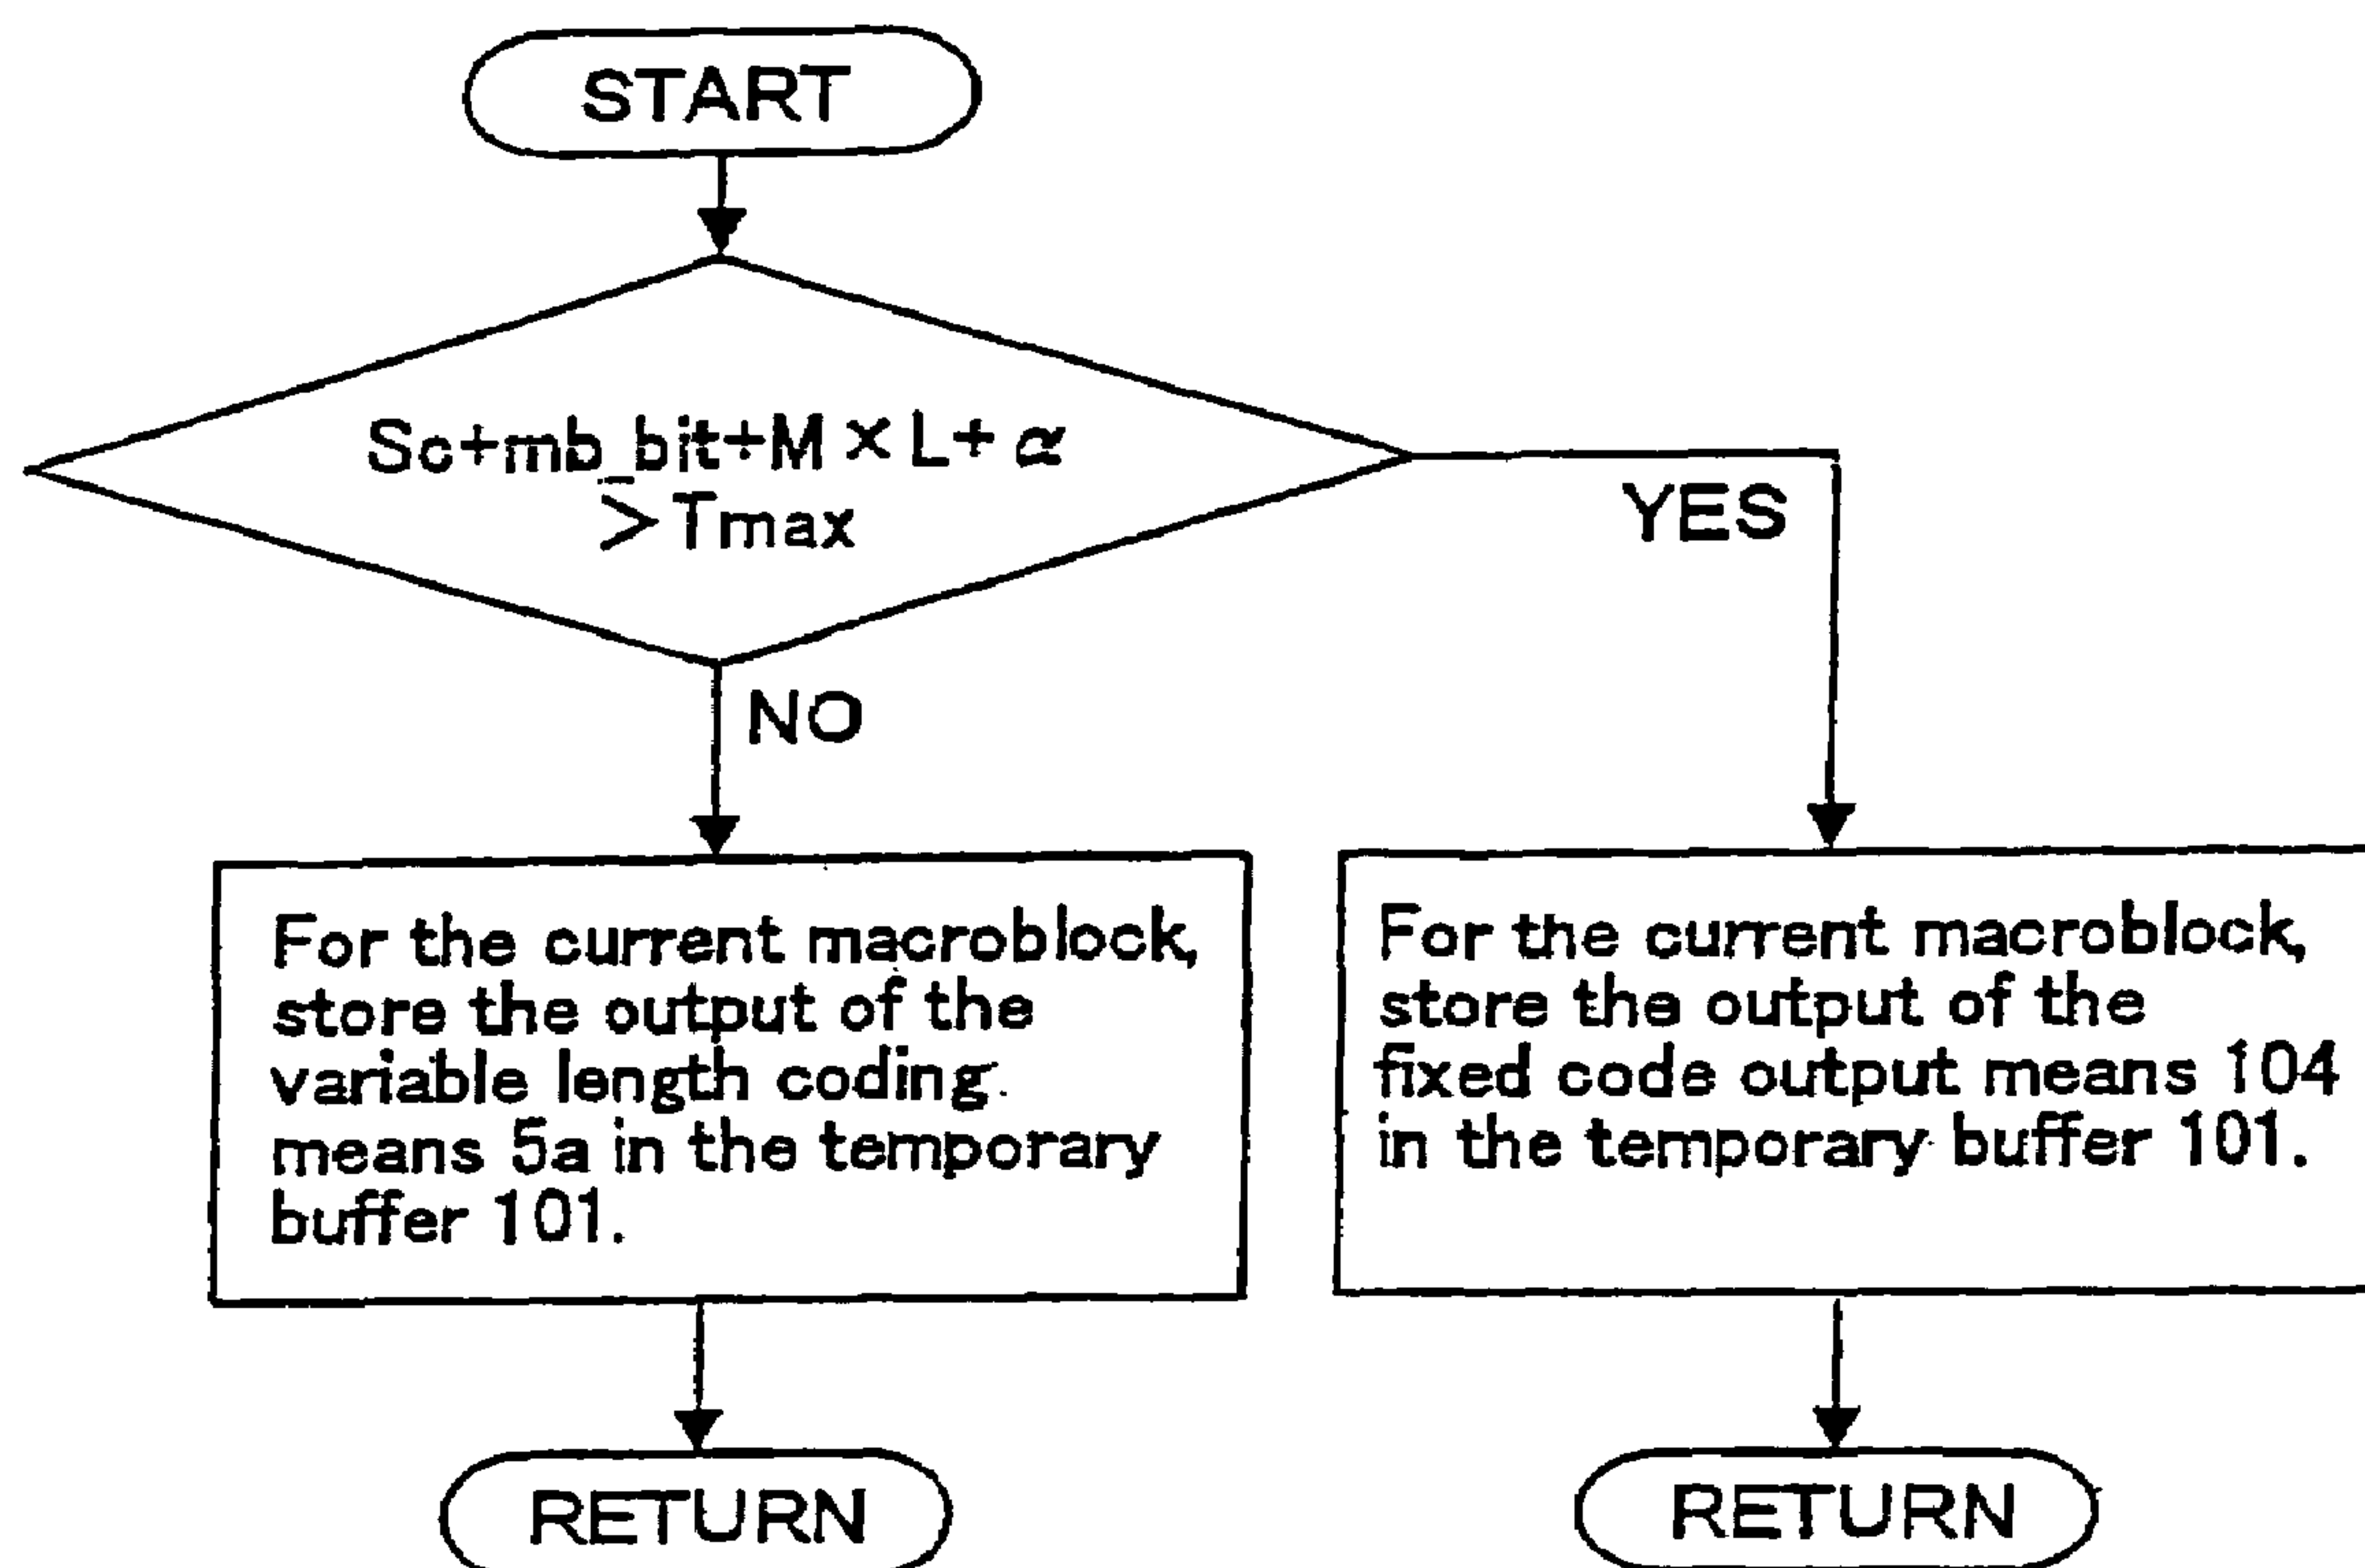 START
Sc+mb_bit+M×L+α
>Tmax
YES
NO
For the current macroblock,
store the output of the
variable length coding
means 5a in the temporary
buffer 101.
For the current macroblock,
store the output of the
fixed code output means 104
in the temporary buffer 101.
RETURN
RETURN